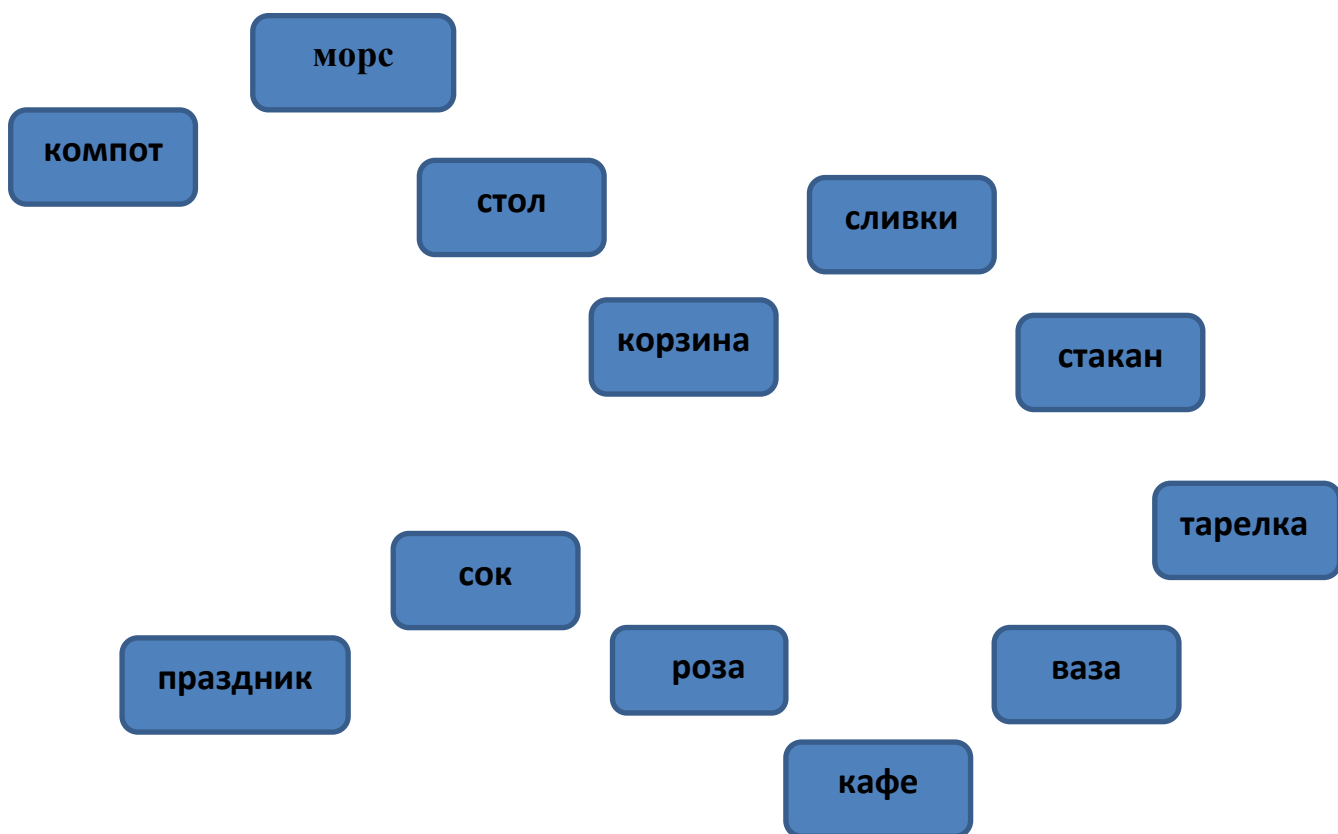 морс
компот
стол
сливки
корзина
стакан
тарелка
сок
роза
ваза
праздник
кафе